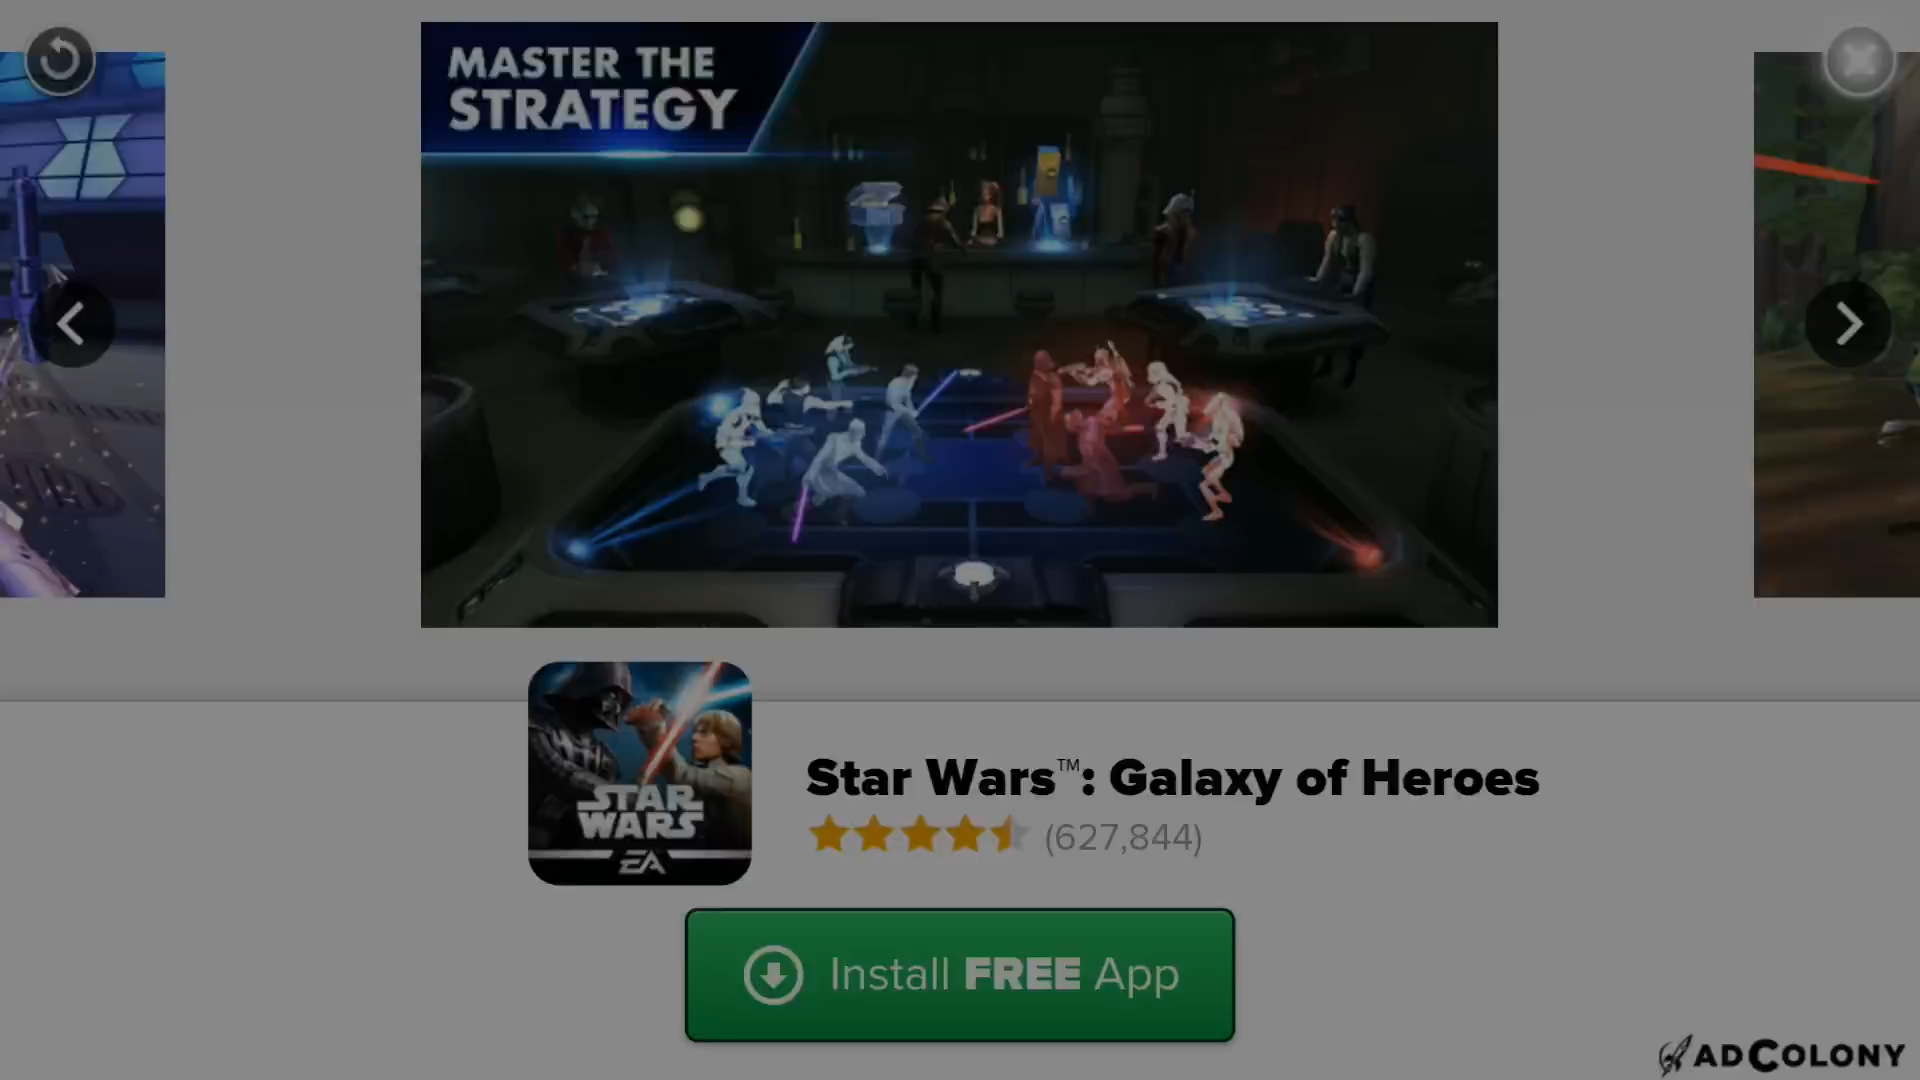 MASTER THE
STRATEGY
STAR
WARS
EA
Star Wars™: Galaxy of Heroes
(627,844)
Install FREE App
ADCOLONY